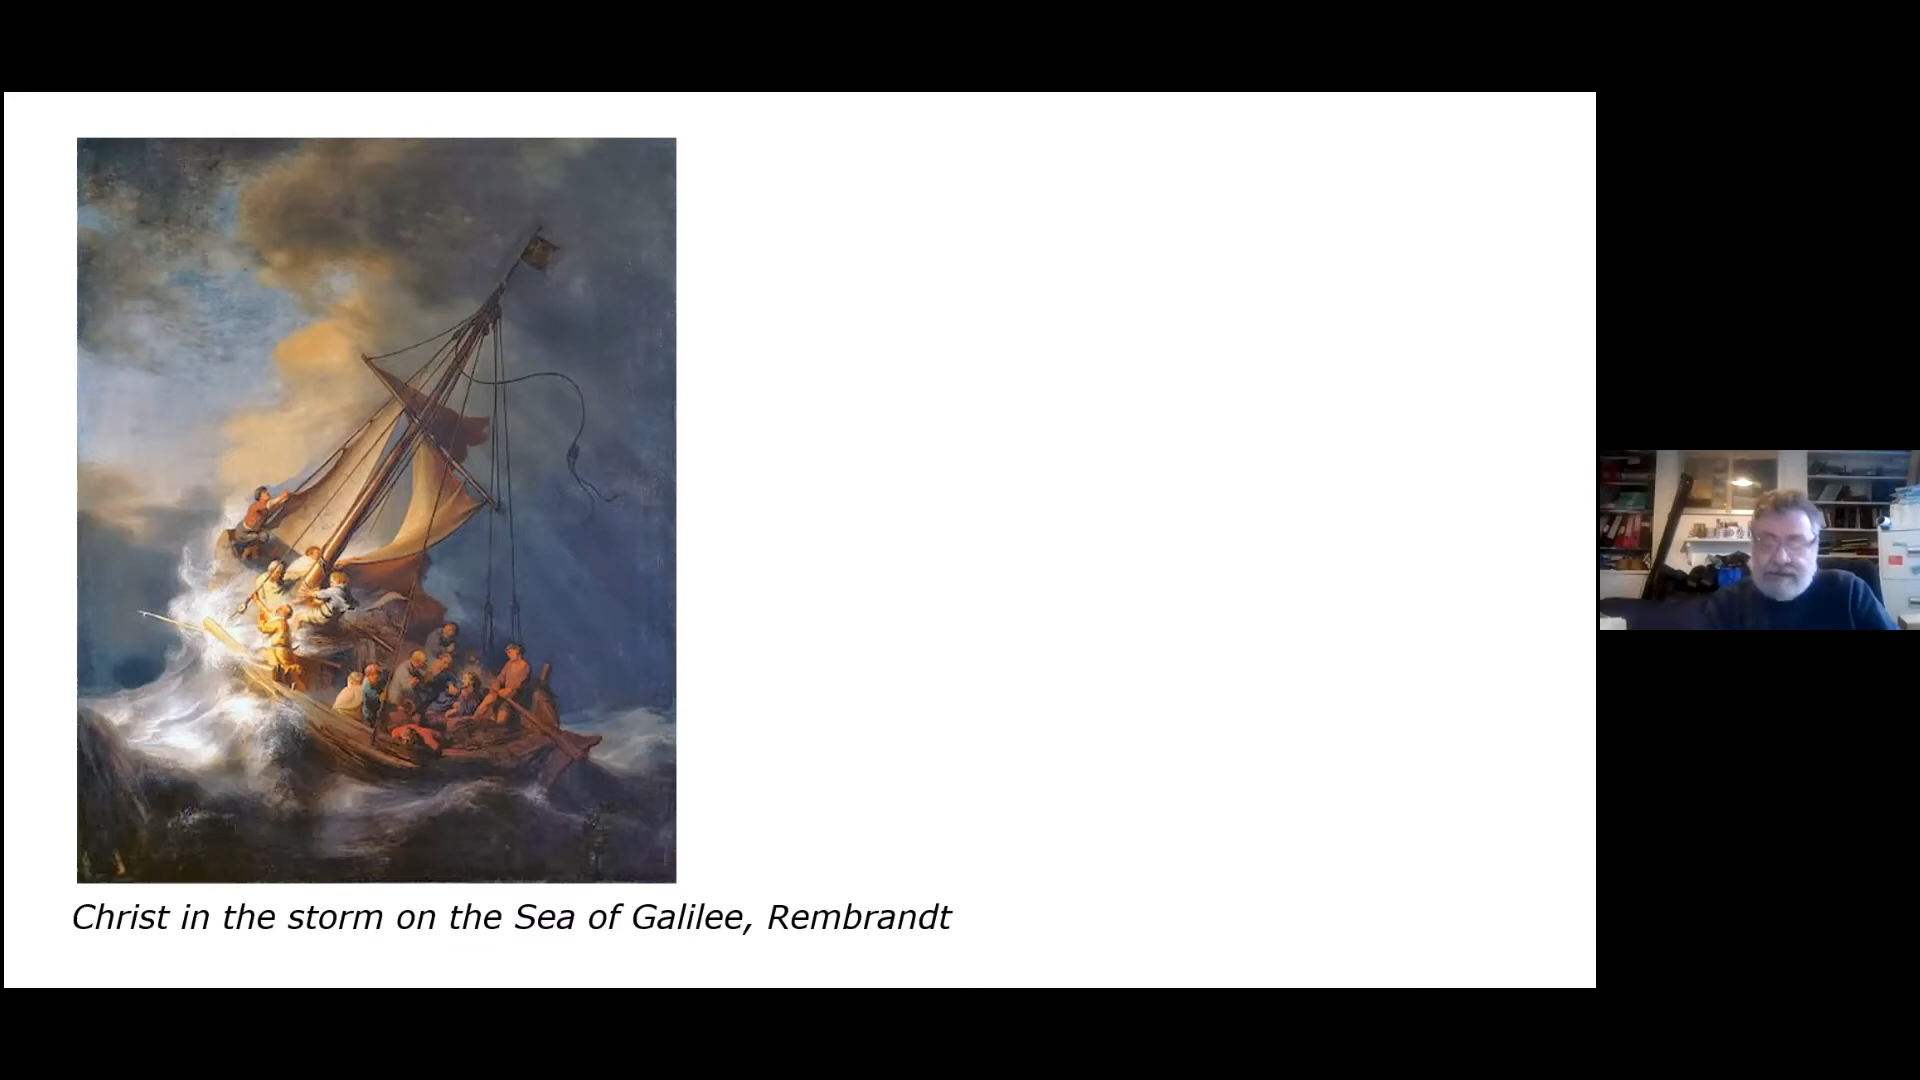 Christ in the storm on the Sea of Galilee, Rembrandt